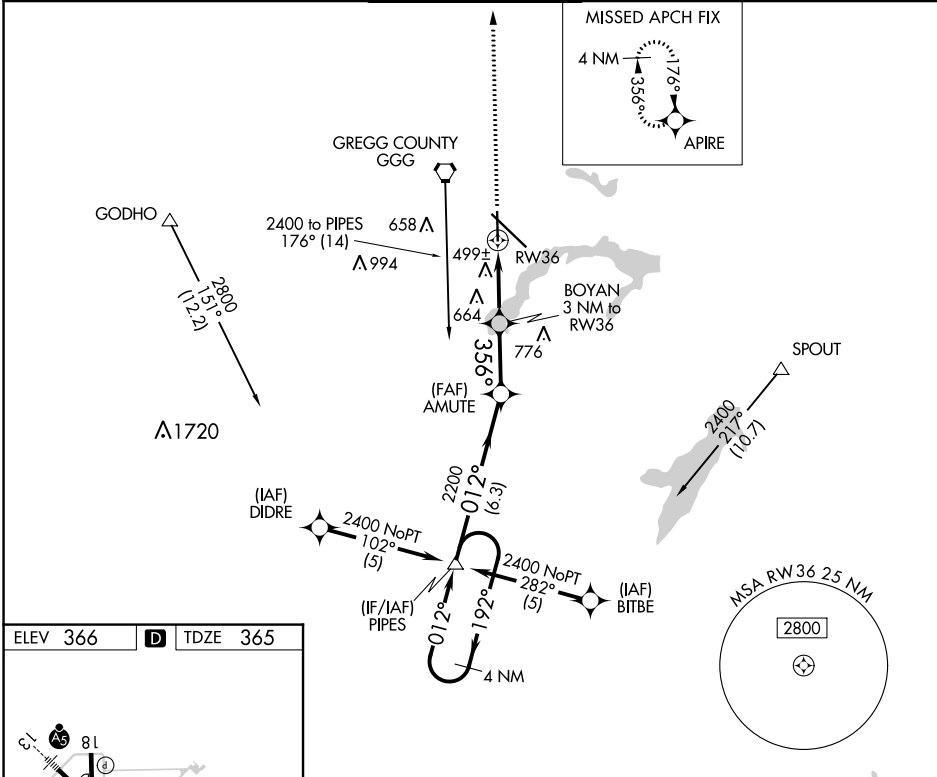 MISSED APCH FIX
4 NM
356°
176°
APIRE
GREGG COUNTY
GGG
GODHO
2400 to PIPES
176° (14)
658
994
499±
RW36
2800
151°
(12.2)
664
BOYAN
3 NM to
RW36
776
356°
SPOUT
(FAF)
AMUTE
2400
217°
(10.7)
1720
2200
012°
(6.3)
(IAF)
DIDRE
2400 NoPT
102°
(5)
2400 NoPT
282°
(5)
(IAF)
BITBE
(IF/IAF)
PIPES
012°
192°
4 NM
MSA RW36 25 NM
2800
ELEV 366
D
TDZE 365
13
A5
18
P